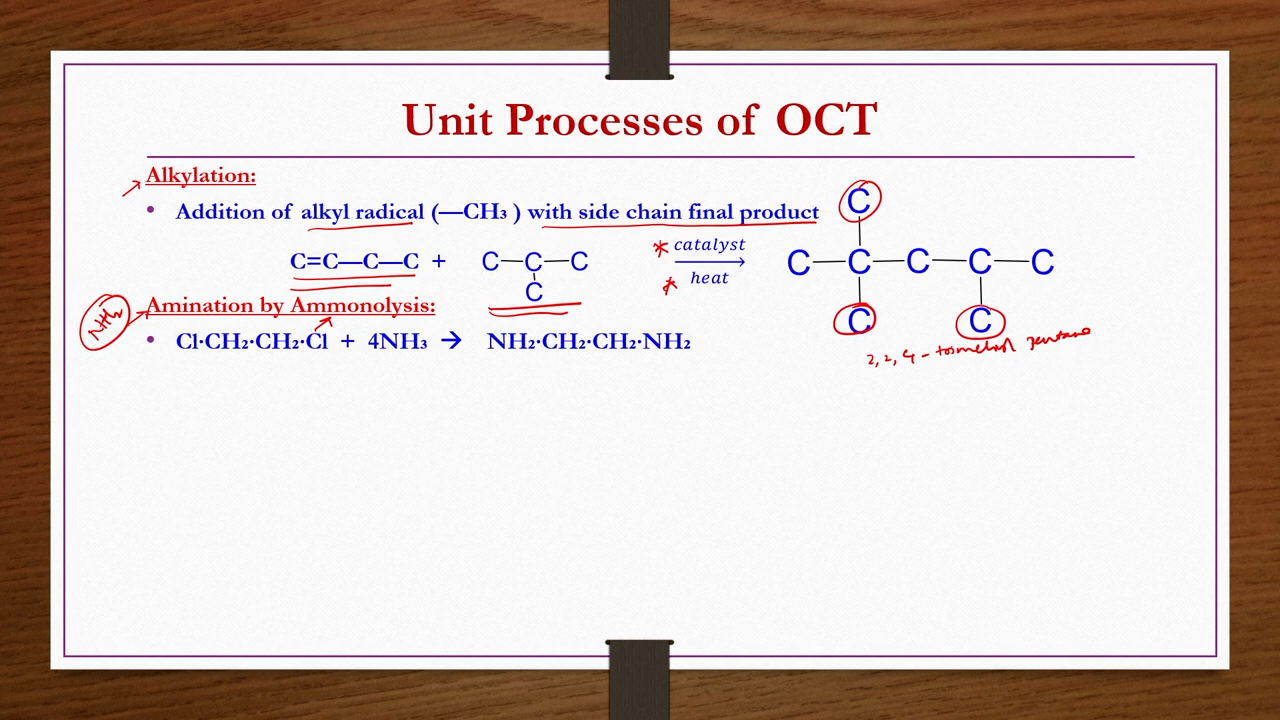 Unit Processes of OCT
Alkylation:
• Addition of alkyl radical (—CH₃ ) with side chain final product
C=C—C—C + C—C—C
C
catalyst
heat
C
C—C—C—C—C
C C
2, 2, 4 - trimethyl pentane
NH₂
Amination by Ammonolysis:
• Cl·CH₂·CH₂·Cl + 4NH₃ → NH₂·CH₂·CH₂·NH₂